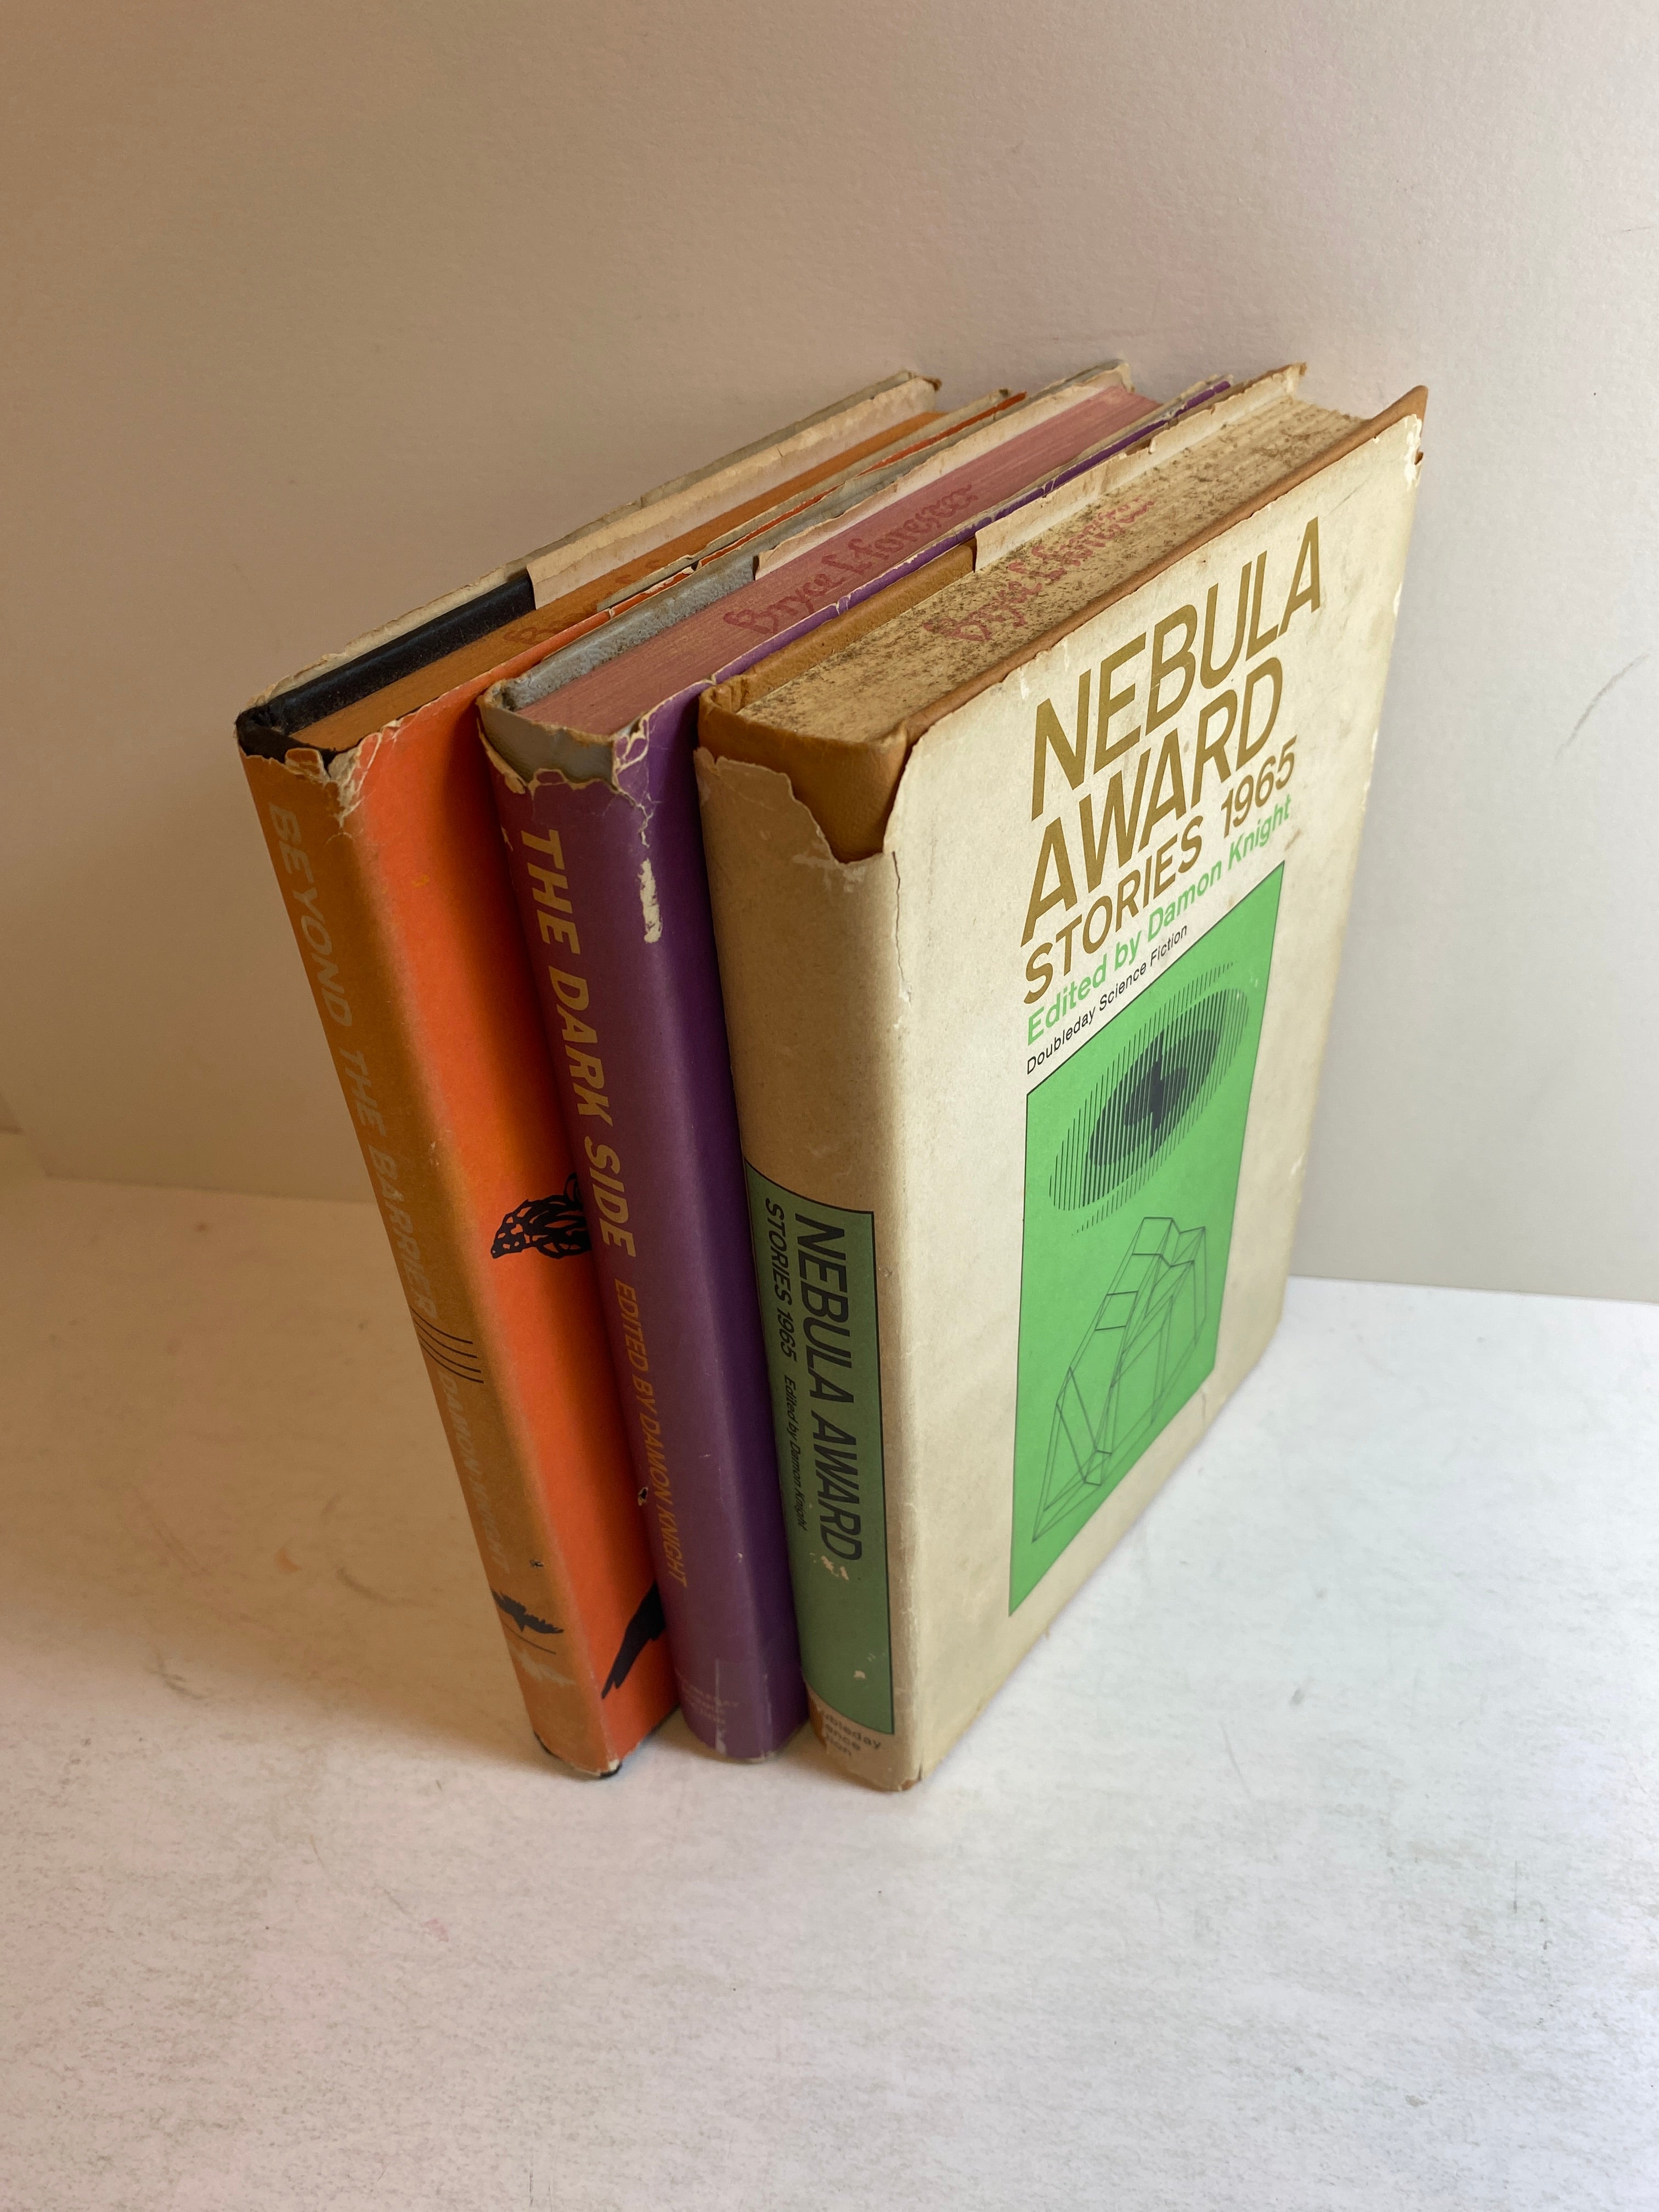 BEYOND THE BARRIER
DAMON KNIGHT
THE DARK SIDE EDITED BY DAMON KNIGHT
NEBULA AWARD
STORIES 1965 Edited by Damon Knight
NEBULA
AWARD
STORIES 1965
Edited by Damon Knight
Doubleday Science Fiction